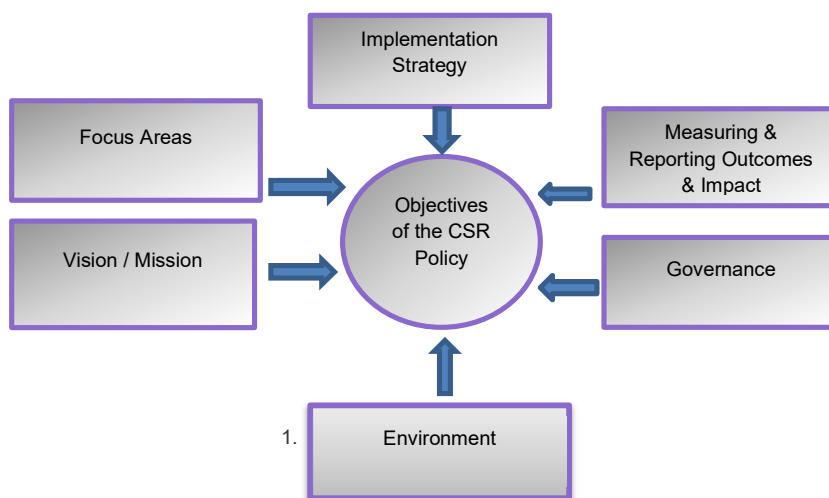 Implementation
Strategy
Focus Areas
Measuring &
Reporting Outcomes
& Impact
Objectives
of the CSR
Policy
Vision / Mission
Governance
1.
Environment